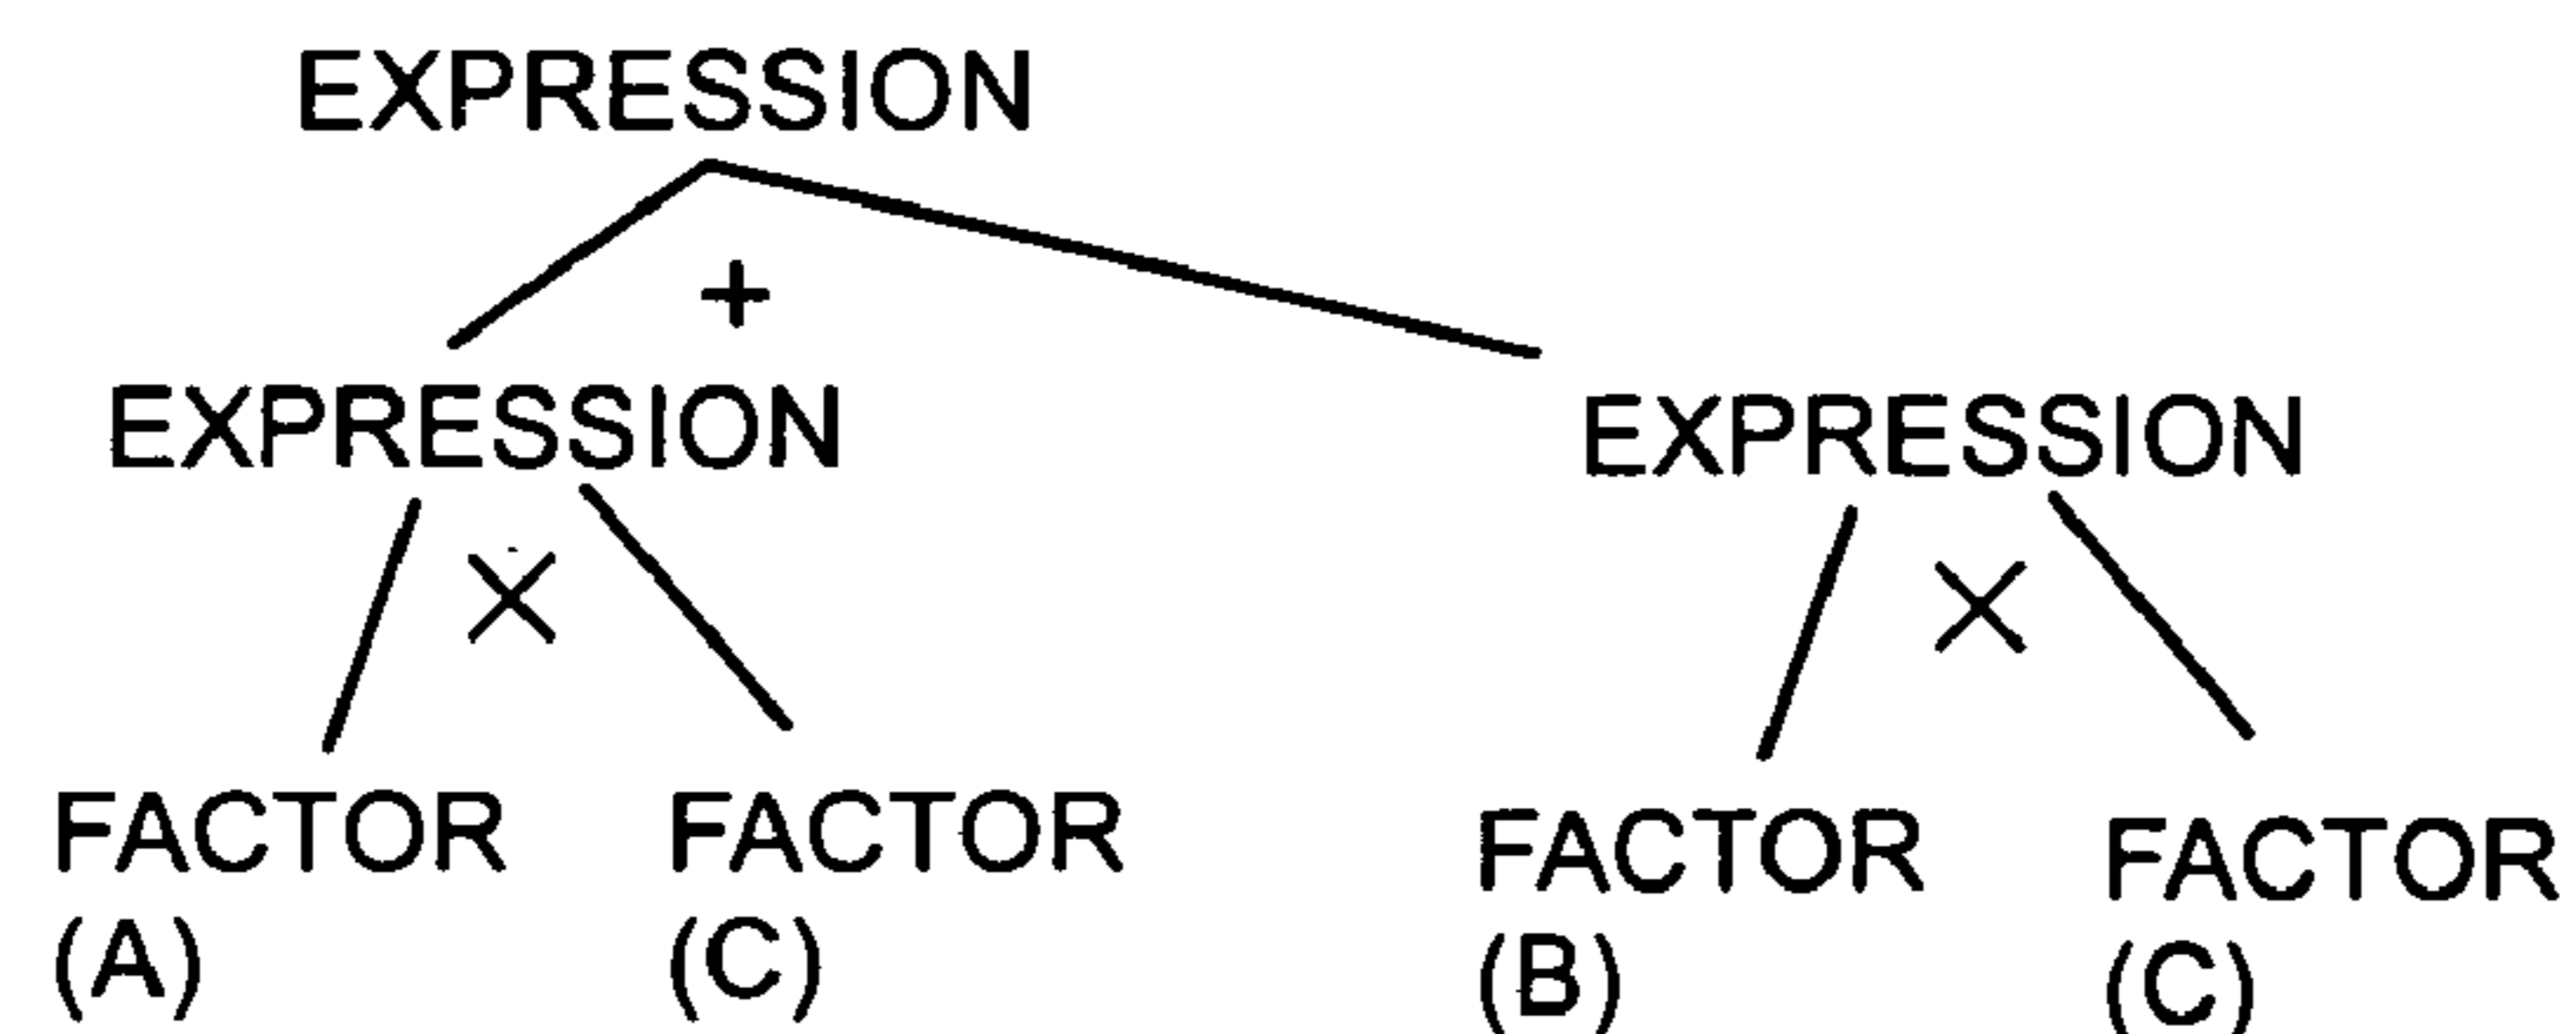 EXPRESSION
+
EXPRESSION EXPRESSION
× ×
FACTOR FACTOR FACTOR FACTOR
(A) (C) (B) (C)